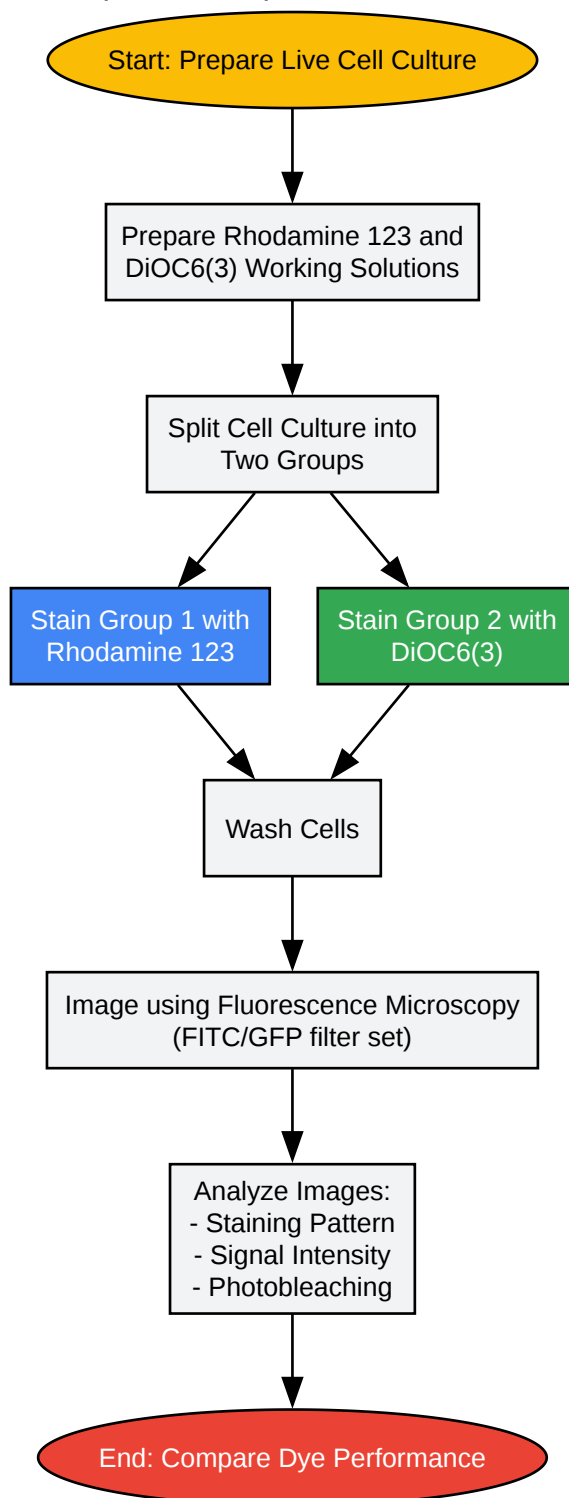 Start: Prepare Live Cell Culture
Prepare Rhodamine 123 and
DiOC6(3) Working Solutions
Split Cell Culture into
Two Groups
Stain Group 1 with
Rhodamine 123
Stain Group 2 with
DiOC6(3)
Wash Cells
Image using Fluorescence Microscopy
(FITC/GFP filter set)
Analyze Images:
- Staining Pattern
- Signal Intensity
- Photobleaching
End: Compare Dye Performance